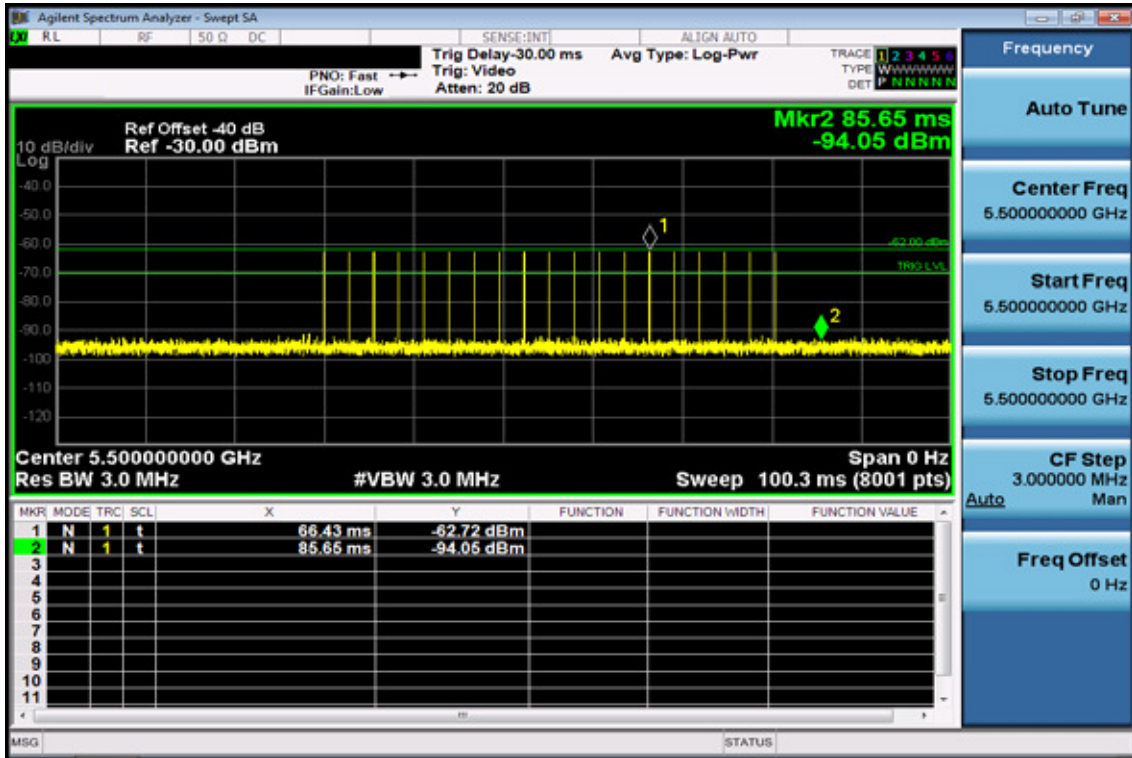 Agilent Spectrum Analyzer - Swept SA
LXI RL RF 50 Ω DC SENSE:INT ALIGN AUTO
Trig Delay-30.00 ms Avg Type: Log-Pwr TRACE 1 2 3 4 5 6
PNO: Fast Trig: Video TYPE WWWWWWW
IFGain:Low Atten: 20 dB DET P N N N N N
Frequency
Auto Tune
Center Freq
5.500000000 GHz
Start Freq
5.500000000 GHz
Stop Freq
5.500000000 GHz
CF Step
3.000000 MHz
Auto Man
Freq Offset
0 Hz
Mkr2 85.65 ms
-94.05 dBm
Ref Offset -40 dB
10 dB/div Ref -30.00 dBm
Log
-40.0
-50.0
1
-60.0
-62.00 dBm
-70.0
TRIG LVL
-80.0
-90.0
2
-100
-110
-120
Center 5.500000000 GHz Span 0 Hz
Res BW 3.0 MHz #VBW 3.0 MHz Sweep 100.3 ms (8001 pts)
MKR MODE TRC SCL X Y FUNCTION FUNCTION WIDTH FUNCTION VALUE
1 N 1 t 66.43 ms -62.72 dBm
2 N 1 t 85.65 ms -94.05 dBm
3
4
5
6
7
8
9
10
11
MSG STATUS